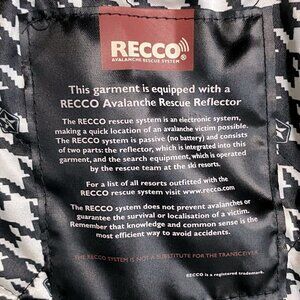 RECCO®
AVALANCHE RESCUE SYSTEM
This garment is equipped with a
RECCO Avalanche Rescue Reflector
The RECCO rescue system is an electronic system,
making a quick location of an avalanche victim possible.
The RECCO system is passive (no battery) and consists
of two parts: the reflector, which is integrated into this
garment, and the search equipment, which is operated
by the rescue team at the ski resorts.
For a list of all resorts outfitted with the
RECCO rescue system visit www.recco.com
The RECCO system does not prevent avalanches or
guarantee the survival or localisation of a victim.
Remember that knowledge and common sense is the
most efficient way to avoid accidents.
THE RECCO SYSTEM IS NOT A SUBSTITUTE FOR THE TRANSCEIVER
RECCO is a registered trademark.